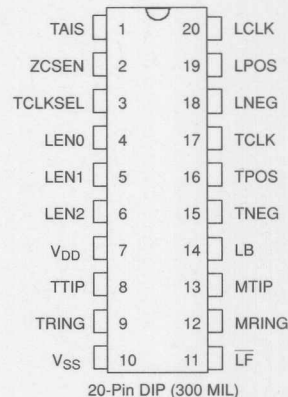 TAIS 1 20 LCLK
ZCSEN 2 19 LPOS
TCLKSEL 3 18 LNEG
LEN0 4 17 TCLK
LEN1 5 16 TPOS
LEN2 6 15 TNEG
VDD 7 14 LB
TTIP 8 13 MTIP
TRING 9 12 MRING
VSS 10 11 L̅F̅
20-Pin DIP (300 MIL)